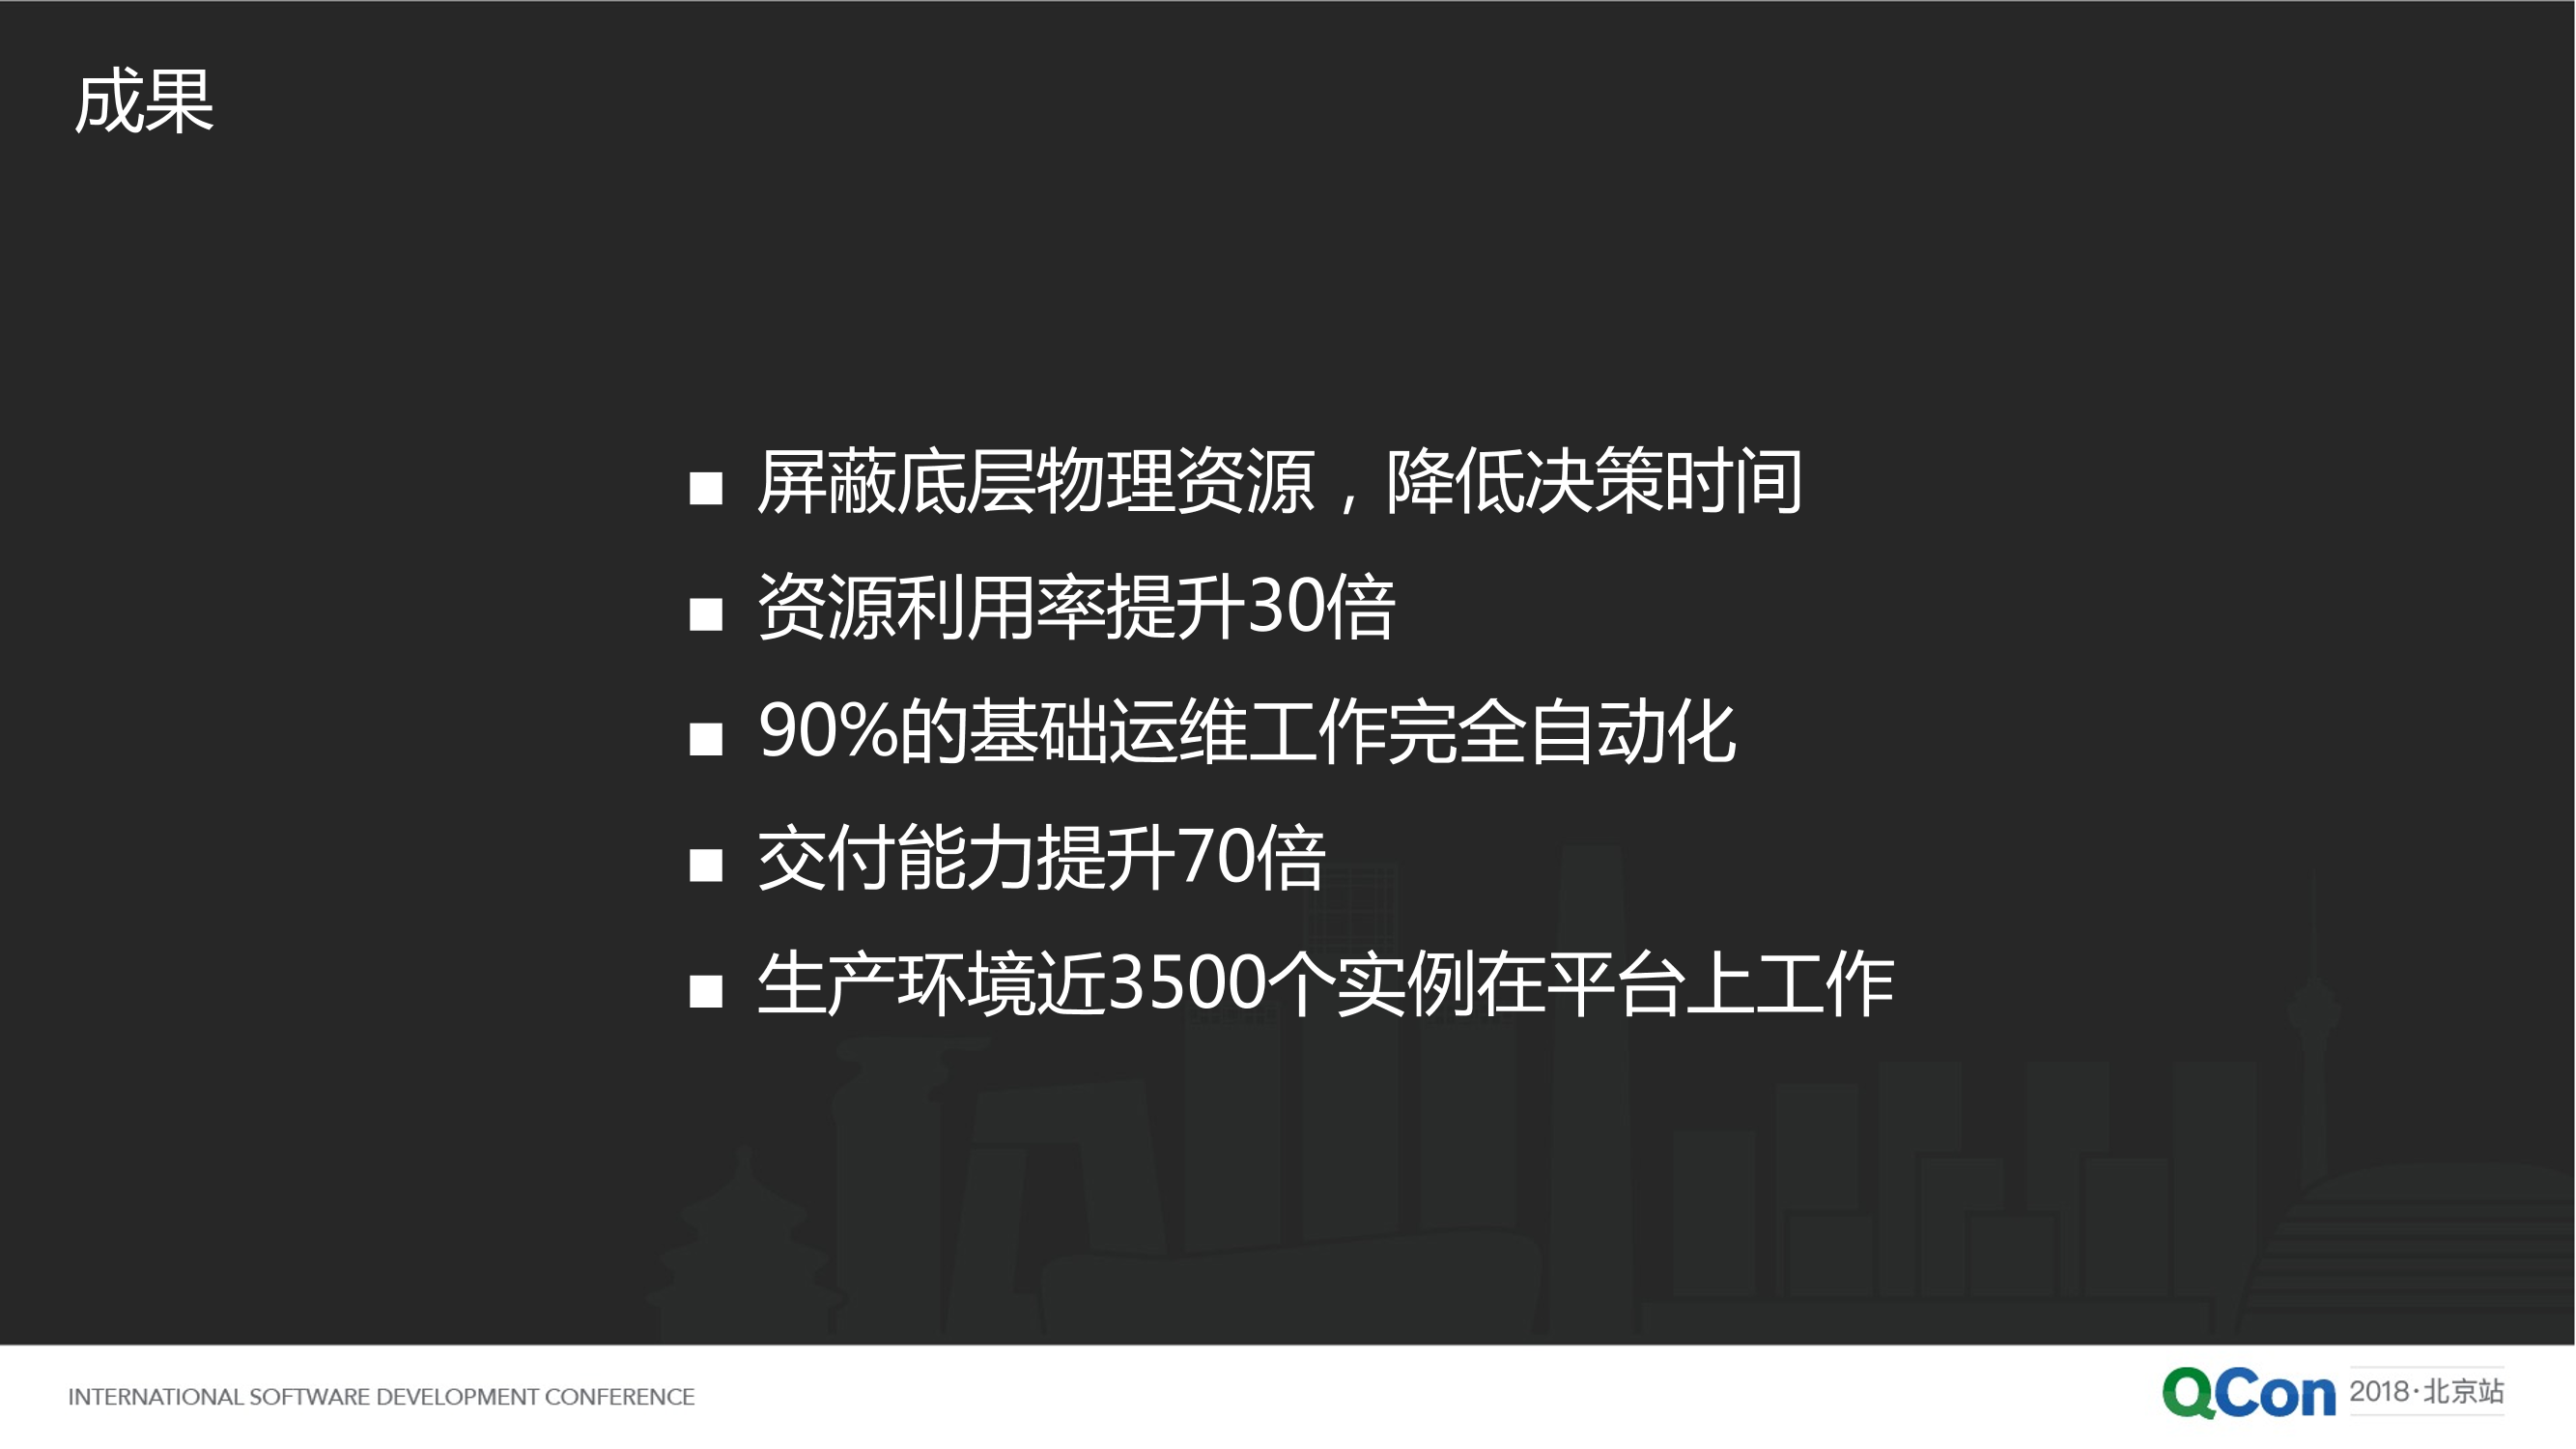 成果
■ 屏蔽底层物理资源，降低决策时间
■ 资源利用率提升30倍
■ 90%的基础运维工作完全自动化
■ 交付能力提升70倍
■ 生产环境近3500个实例在平台上工作
INTERNATIONAL SOFTWARE DEVELOPMENT CONFERENCE
QCon 2018·北京站